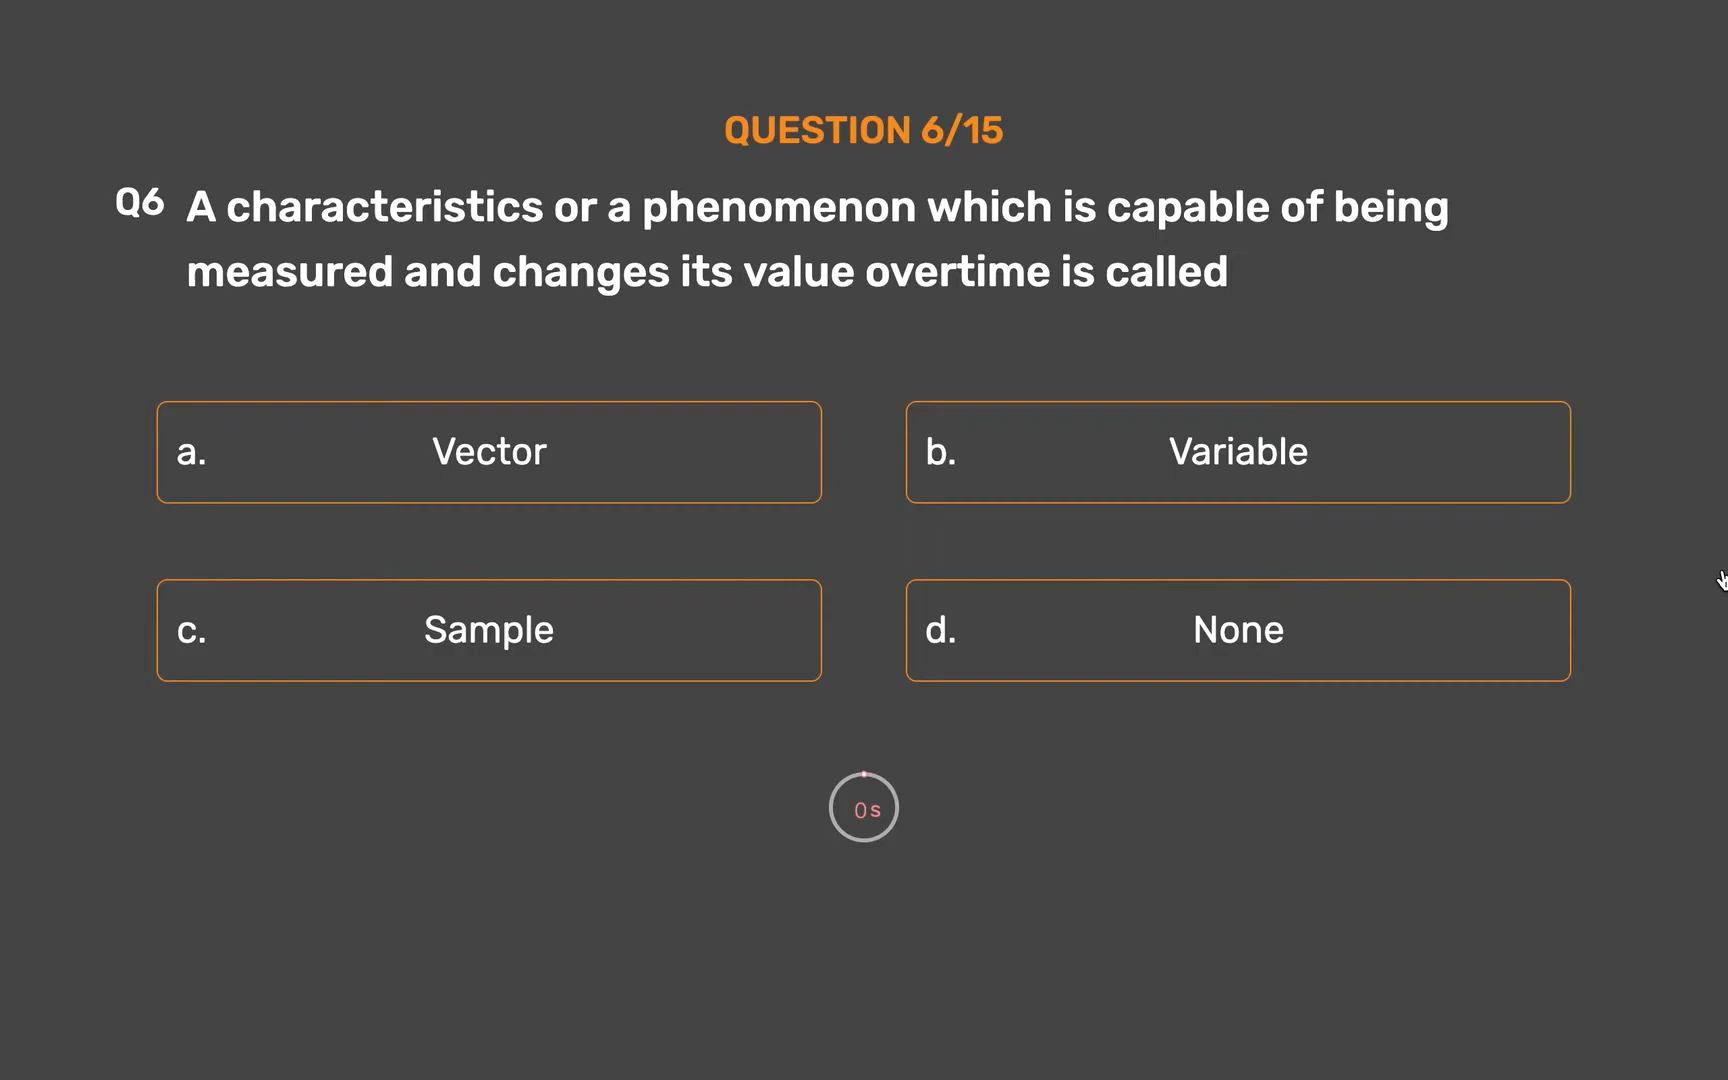 QUESTION 6/15
Q6 A characteristics or a phenomenon which is capable of being
measured and changes its value overtime is called
a. Vector
b. Variable
c. Sample
d. None
0s